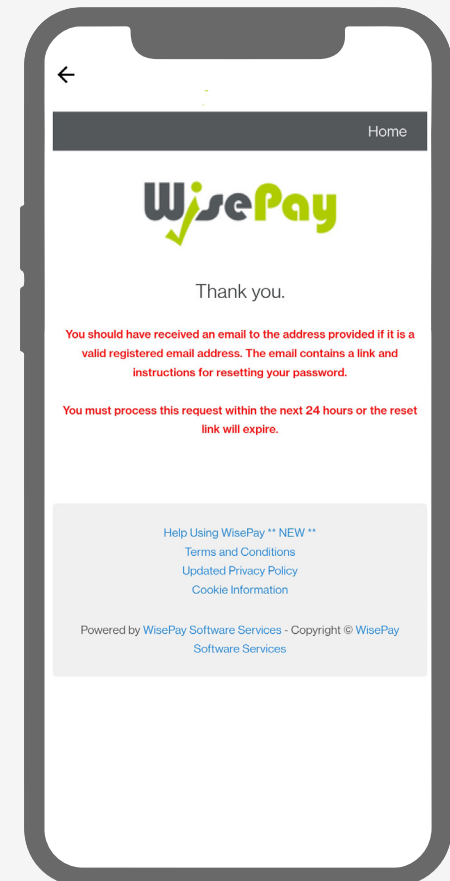 Home
WisePay
Thank you.
You should have received an email to the address provided if it is a
valid registered email address. The email contains a link and
instructions for resetting your password.
You must process this request within the next 24 hours or the reset
link will expire.
Help Using WisePay ** NEW **
Terms and Conditions
Updated Privacy Policy
Cookie Information
Powered by WisePay Software Services - Copyright © WisePay
Software Services